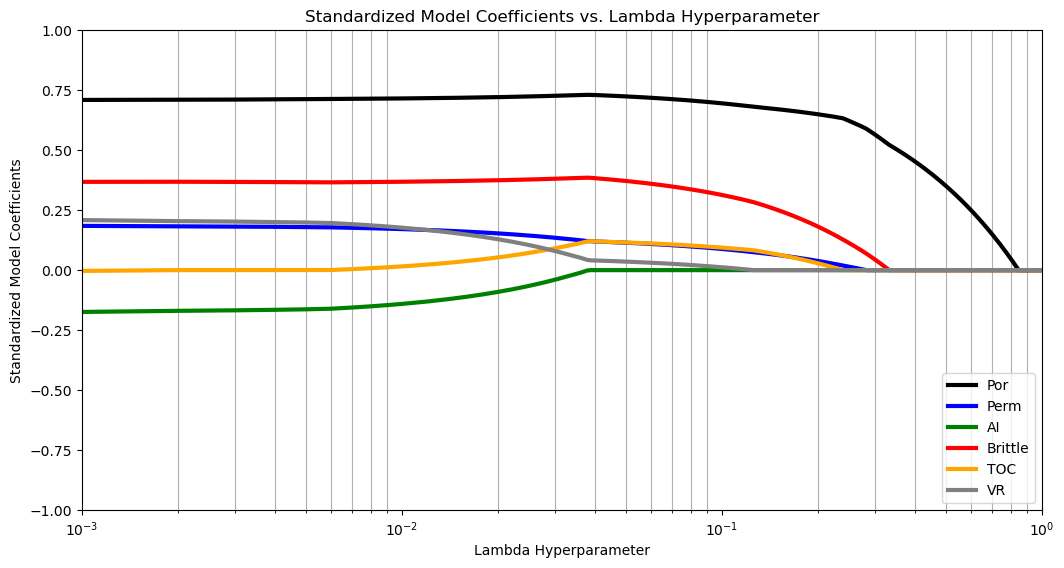 Standardized Model Coefficients vs. Lambda Hyperparameter
Standardized Model Coefficients
1.00
0.75
0.50
0.25
0.00
−0.25
−0.50
−0.75
−1.00
10⁻³
10⁻²
10⁻¹
10⁰
Lambda Hyperparameter
Por
Perm
AI
Brittle
TOC
VR